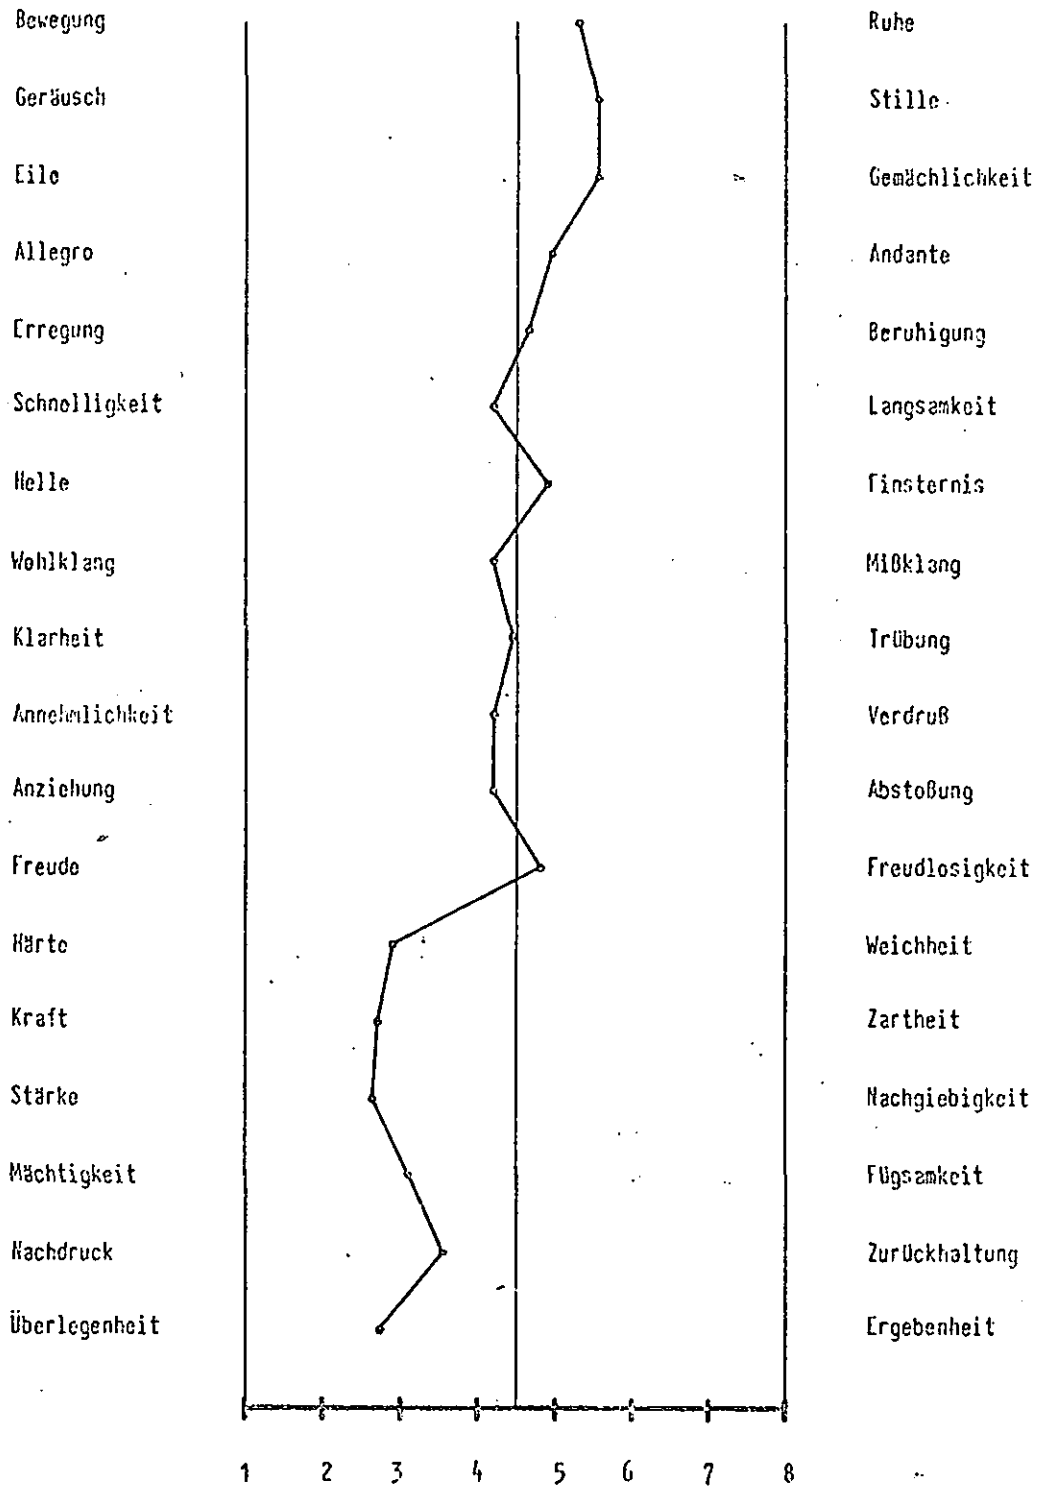 Bewegung Ruhe
Geräusch Stille
Eile Gemächlichkeit
Allegro Andante
Erregung Beruhigung
Schnelligkeit Langsamkeit
Helle Finsternis
Wohlklang Mißklang
Klarheit Trübung
Annehmlichkeit Verdruß
Anziehung Abstoßung
Freude Freudlosigkeit
Härte Weichheit
Kraft Zartheit
Stärke Nachgiebigkeit
Mächtigkeit Fügsamkeit
Nachdruck Zurückhaltung
Überlegenheit Ergebenheit
1 2 3 4 5 6 7 8